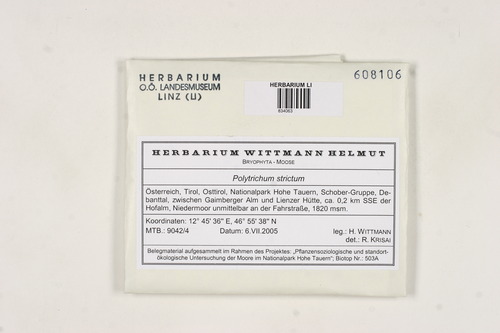 HERBARIUM
O.Ö. LANDESMUSEUM
LINZ (LI)
HERBARIUM LI
608106
HERBARIUM WITTMANN HELMUT
BRYOPHYTA - MOOSE
Polytrichum strictum
Österreich, Tirol, Osttirol, Nationalpark Hohe Tauern, Schober-Gruppe, De-
banttal, zwischen Gaimberger Alm und Lienzer Hütte, ca. 0,2 km SSE der
Hofalm, Niedermoor unmittelbar an der Fahrstraße, 1820 msm.
Koordinaten: 12° 45' 36'' E, 46° 55' 38'' N
MTB.: 9042/4 Datum: 6.VII.2005 leg.: H. WITTMANN
det.: R. KRISAI
Belegmaterial aufgesammelt im Rahmen des Projektes: „Pflanzensoziologische und standort-
ökologische Untersuchung der Moore im Nationalpark Hohe Tauern"; Biotop Nr.: 503A